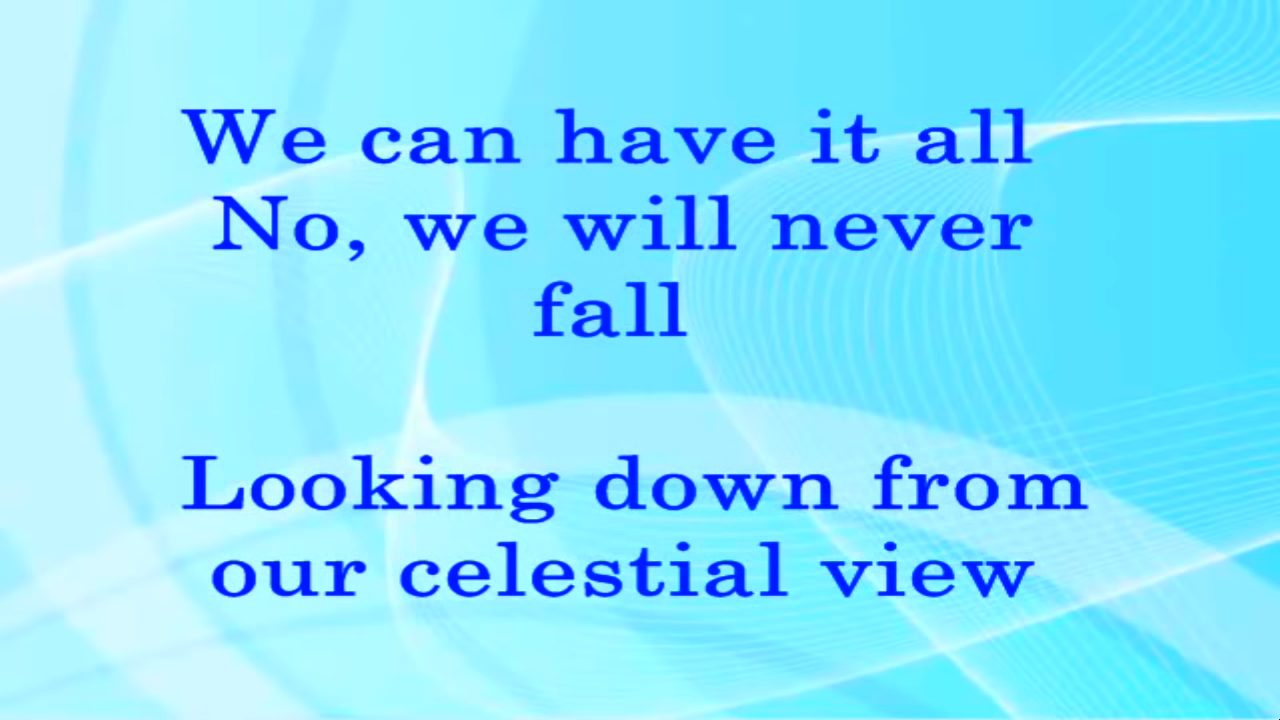 We can have it all
No, we will never
fall
Looking down from
our celestial view